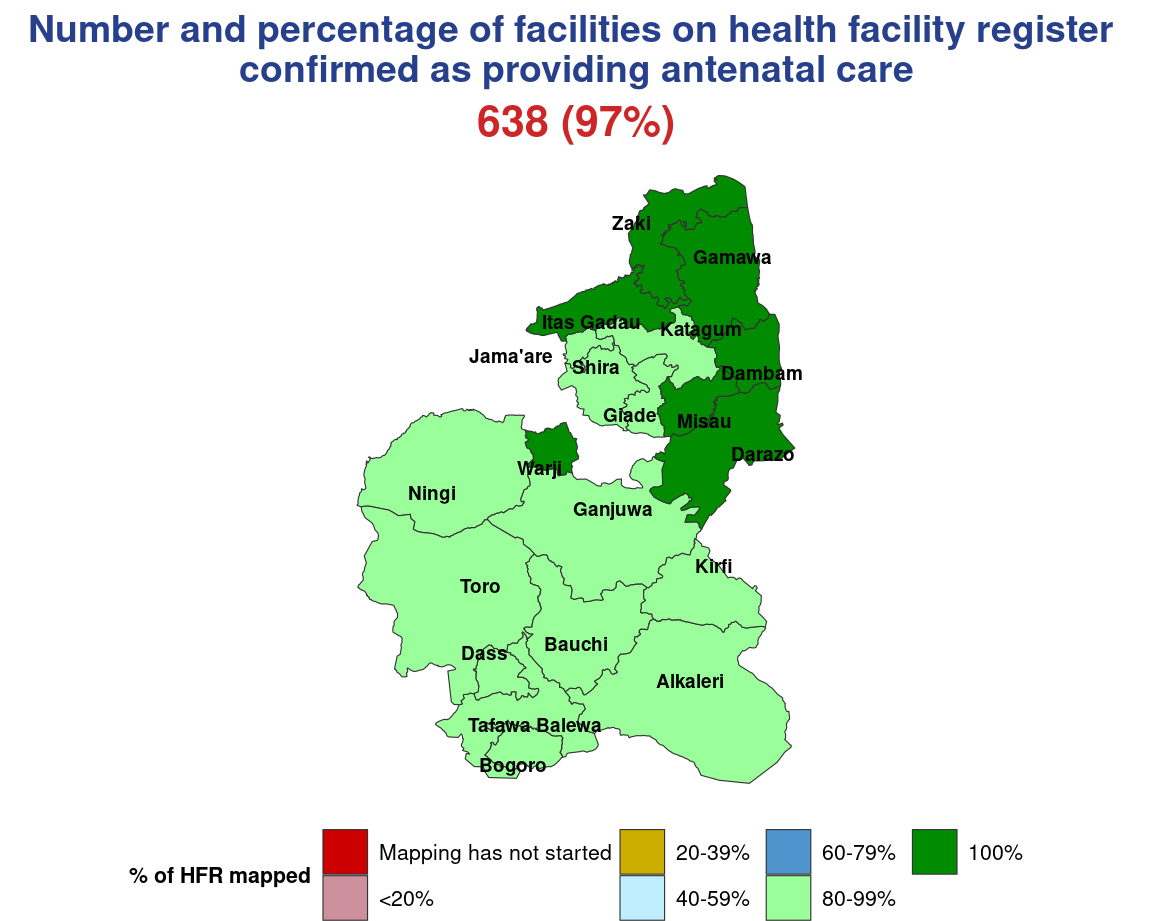 Number and percentage of facilities on health facility register
confirmed as providing antenatal care
638 (97%)
Zaki
Gamawa
Itas Gadau
Katagum
Jama'are
Shira
Dambam
Giade
Misau
Darazo
Warji
Ningi
Ganjuwa
Kirfi
Toro
Bauchi
Dass
Alkaleri
Tafawa Balewa
Bogoro
% of HFR mapped
Mapping has not started
<20%
20-39%
40-59%
60-79%
80-99%
100%